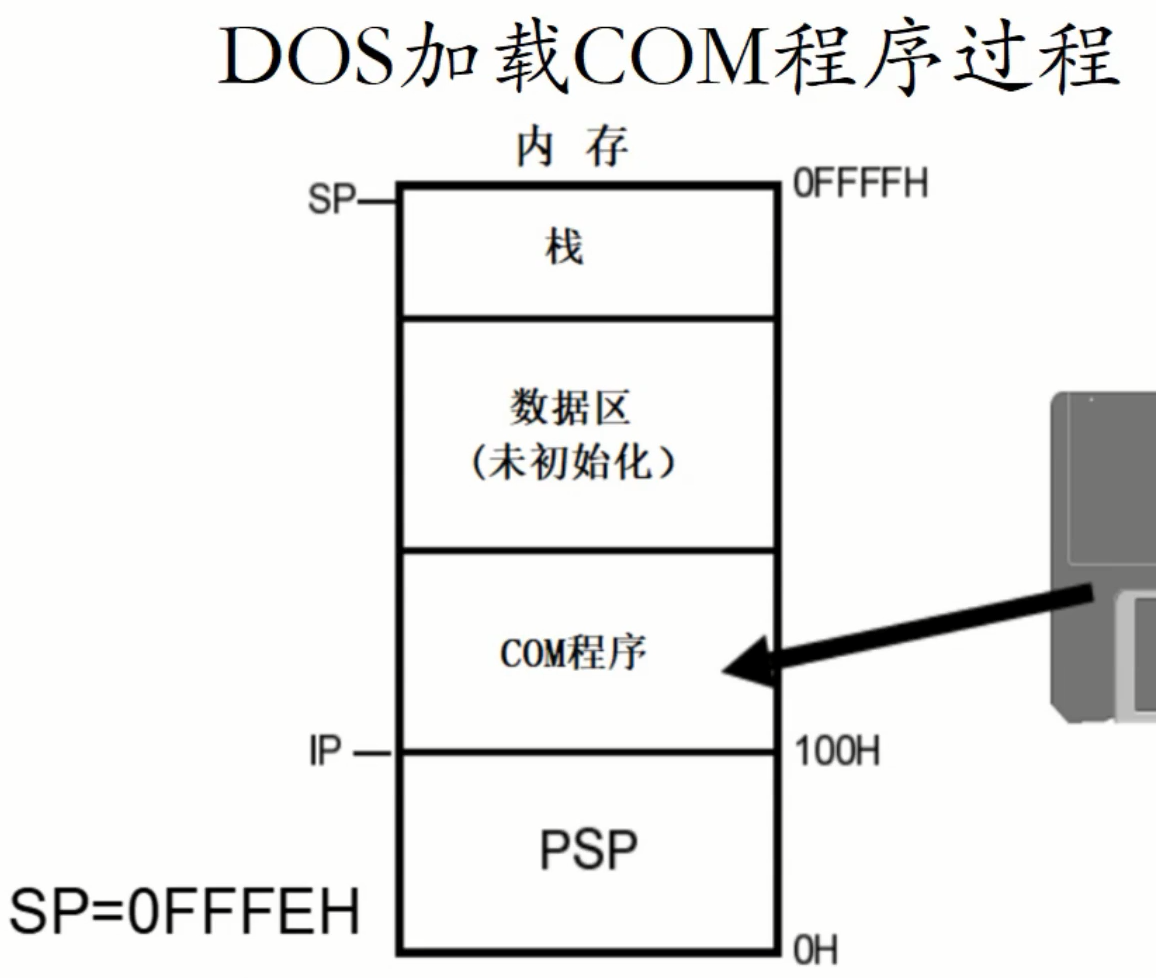 DOS加载COM程序过程
内 存
0FFFFH
SP
栈
数据区
(未初始化）
COM程序
IP
100H
PSP
SP=0FFFEH
0H